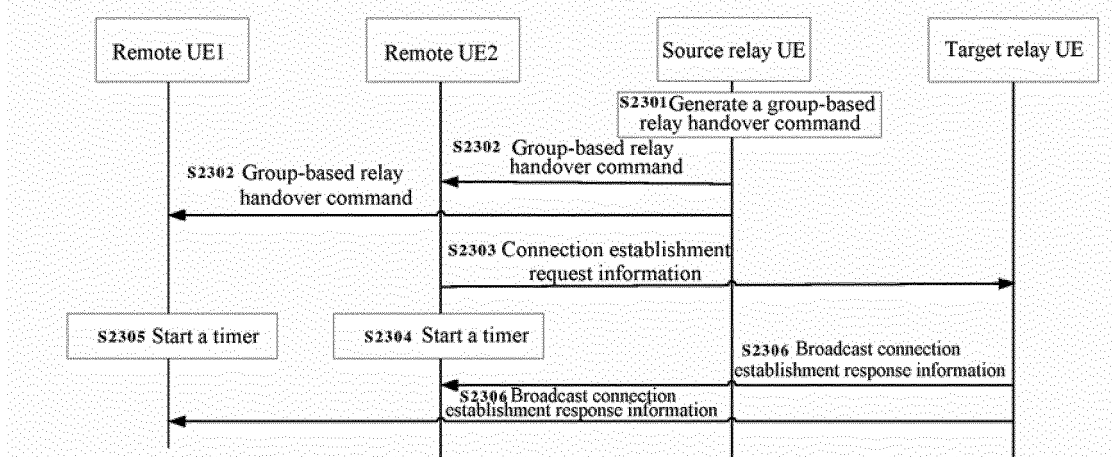 Remote UE1
Remote UE2
Source relay UE
Target relay UE
S2301 Generate a group-based
relay handover command
S2302 Group-based relay
handover command
S2302 Group-based relay
handover command
S2303 Connection establishment
request information
S2305 Start a timer
S2304 Start a timer
S2306 Broadcast connection
establishment response information
S2306 Broadcast connection
establishment response information